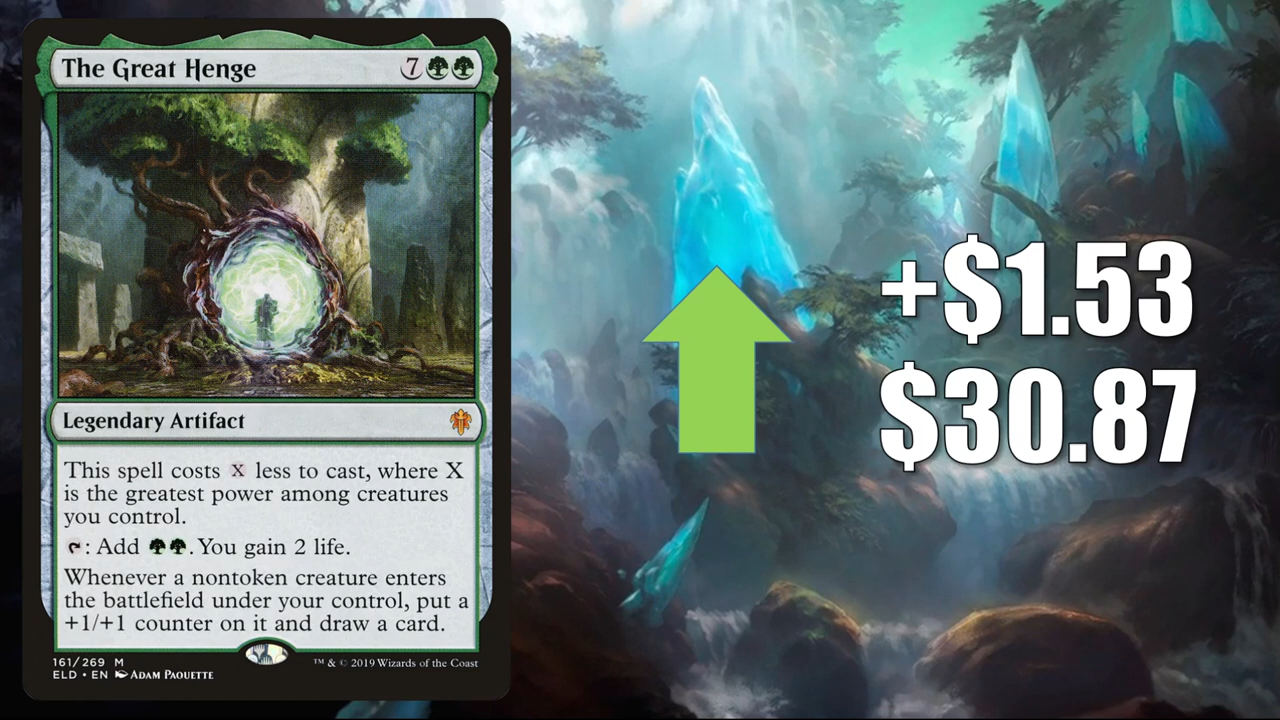 The Great Henge 7
Legendary Artifact
This spell costs X less to cast, where X
is the greatest power among creatures
you control.
: Add . You gain 2 life.
Whenever a nontoken creature enters
the battlefield under your control, put a
+1/+1 counter on it and draw a card.
161/269 M
ELD • EN ADAM PAQUETTE
™ & © 2019 Wizards of the Coast
+$1.53
$30.87